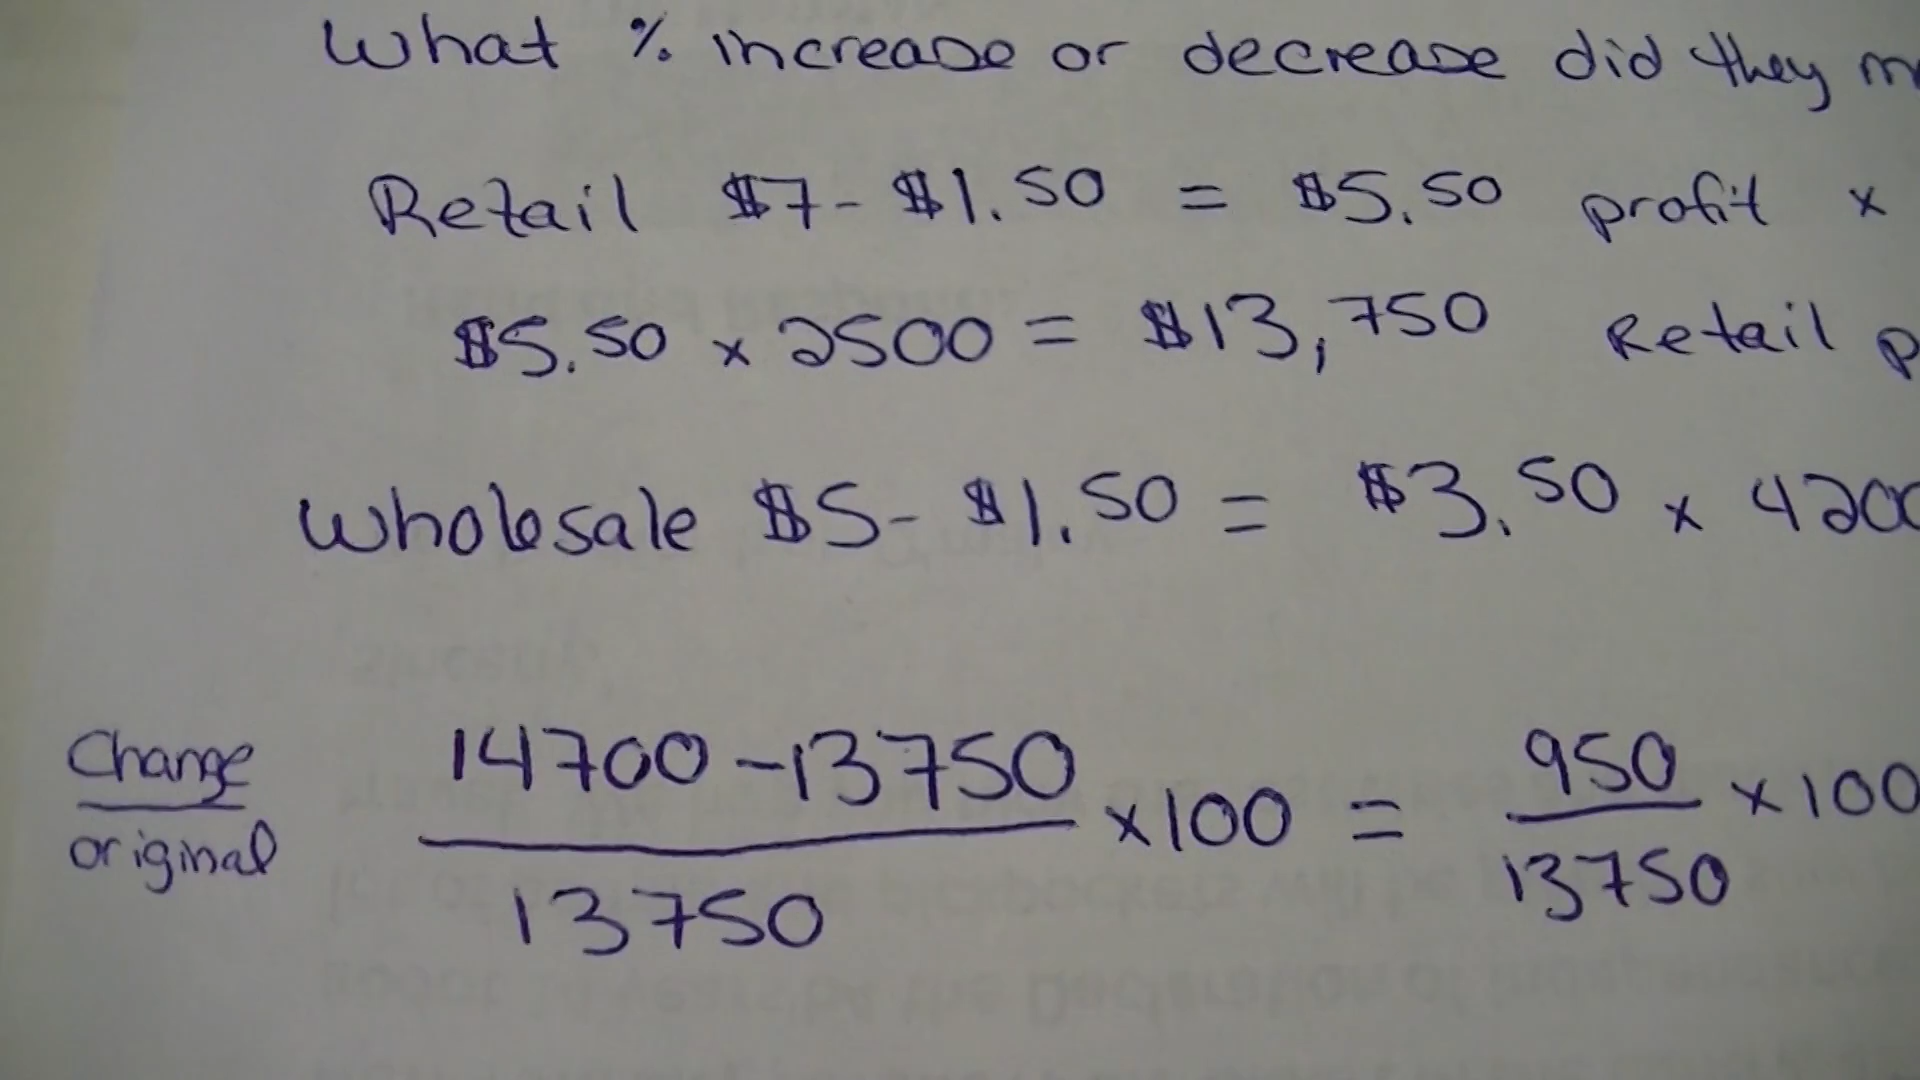 What % increase or decrease did they
Retail $7 - $1.50 = $5.50 profit x
$5.50 x 2500 = $13,750 Retail
Wholesale $5 - $1.50 = $3.50 x 4200
Change
original
14700 - 13750
13750
x100 =
950
13750
x100